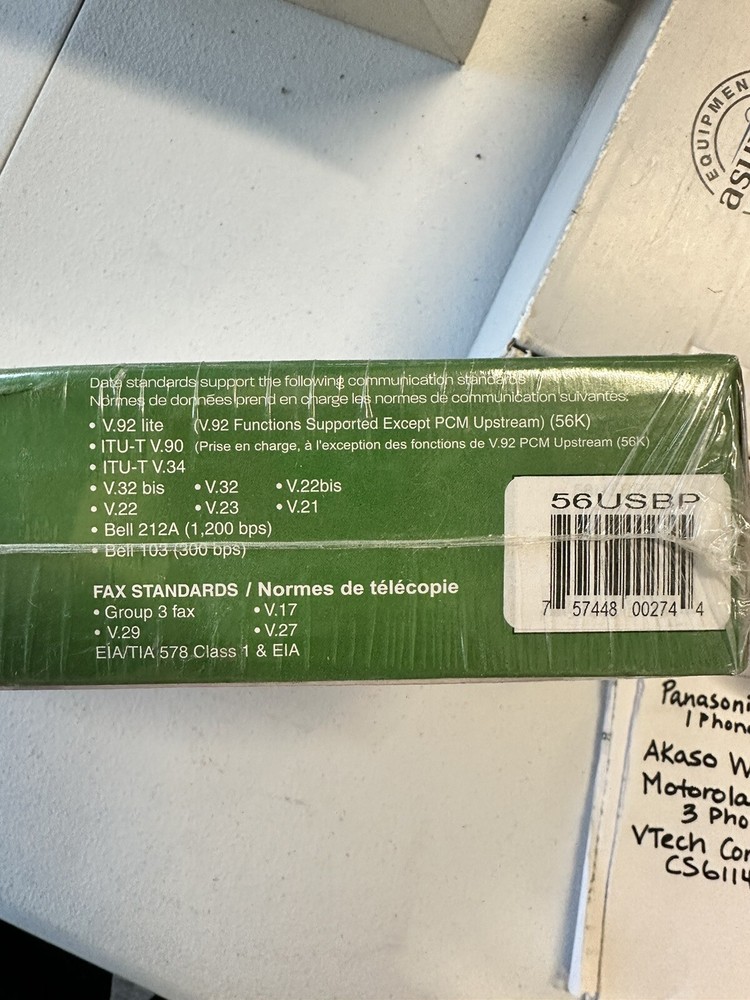 EQUIPMEN
asu
Data standards support the following communication standards
Normes de données prend en charge les normes de communication suivantes:
• V.92 lite (V.92 Functions Supported Except PCM Upstream) (56K)
• ITU-T V.90 (Prise en charge, à l'exception des fonctions de V.92 PCM Upstream (56K)
• ITU-T V.34
• V.32 bis • V.32 • V.22bis
• V.22 • V.23 • V.21
• Bell 212A (1,200 bps)
• Bell 103 (300 bps)
56USBP
7 57448 00274 4
FAX STANDARDS / Normes de télécopie
• Group 3 fax • V.17
• V.29 • V.27
EIA/TIA 578 Class 1 & EIA
Panasoni
1 Phon
AKASO W
Motorola
3 Pho
VTech Cor
CS6114